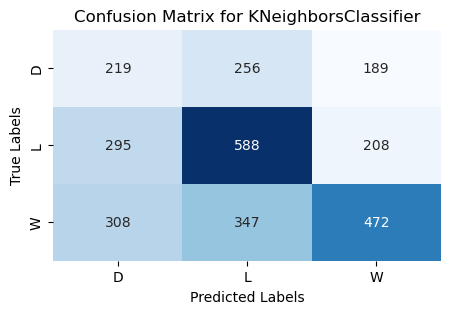 Confusion Matrix for KNeighborsClassifier
True Labels
D 219 256 189
L 295 588 208
W 308 347 472
D L W
Predicted Labels